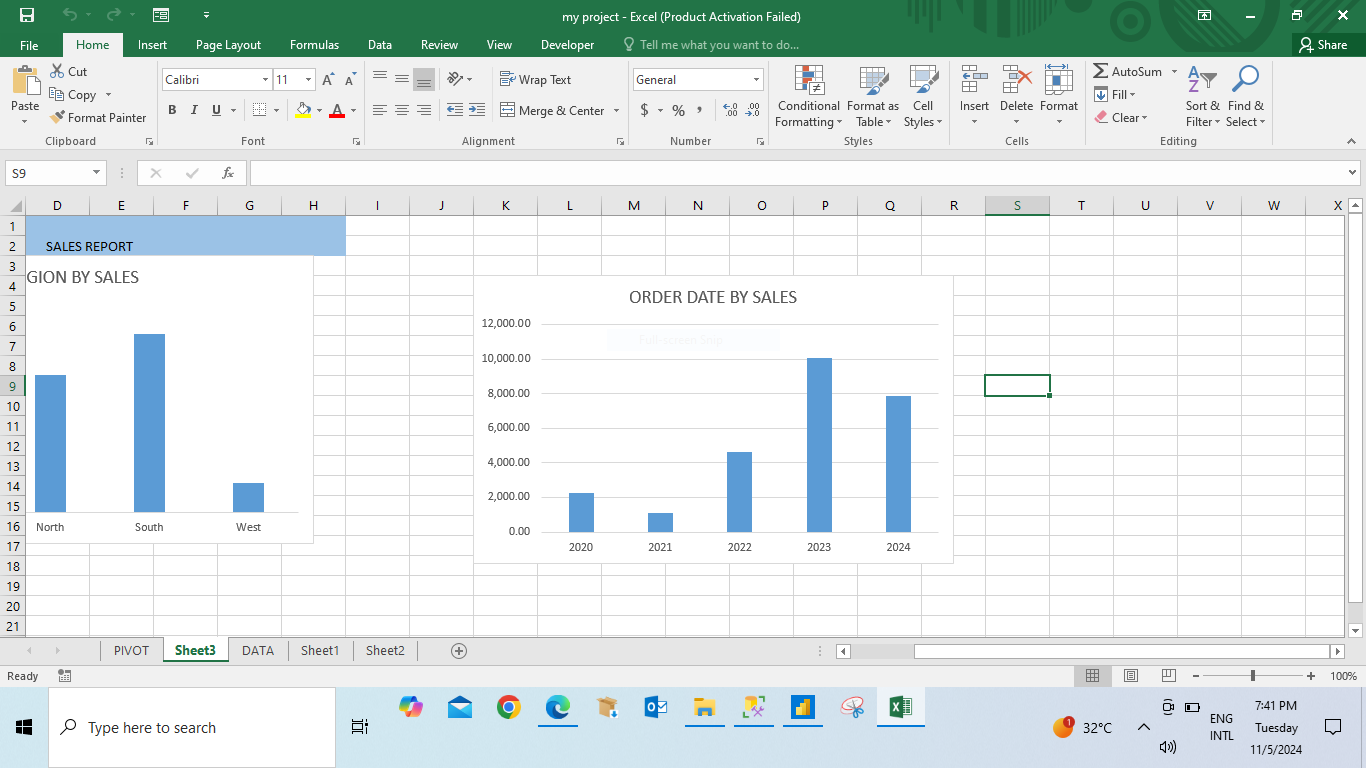 my project - Excel (Product Activation Failed)
File Home Insert Page Layout Formulas Data Review View Developer Tell me what you want to do... Share
Paste
Cut
Copy
Format Painter
Clipboard
Calibri 11
B I U A
Font
Wrap Text
Merge & Center
Alignment
General
$ % ,
Number
Conditional Formatting
Format as Table
Cell Styles
Styles
Insert Delete Format
Cells
AutoSum
Fill
Clear
Sort & Filter
Find & Select
Editing
S9
fx
D E F G H I J K L M N O P Q R S T U V W X
1
2 SALES REPORT
3
4
5
6
7
8
9
10
11
12
13
14
15
16
17
18
19
20
21
GION BY SALES
North South West
ORDER DATE BY SALES
Full-screen Snip
12,000.00
10,000.00
8,000.00
6,000.00
4,000.00
2,000.00
0.00
2020 2021 2022 2023 2024
PIVOT Sheet3 DATA Sheet1 Sheet2
Ready
100%
Type here to search
1
32°C
ENG
INTL
7:41 PM
Tuesday
11/5/2024